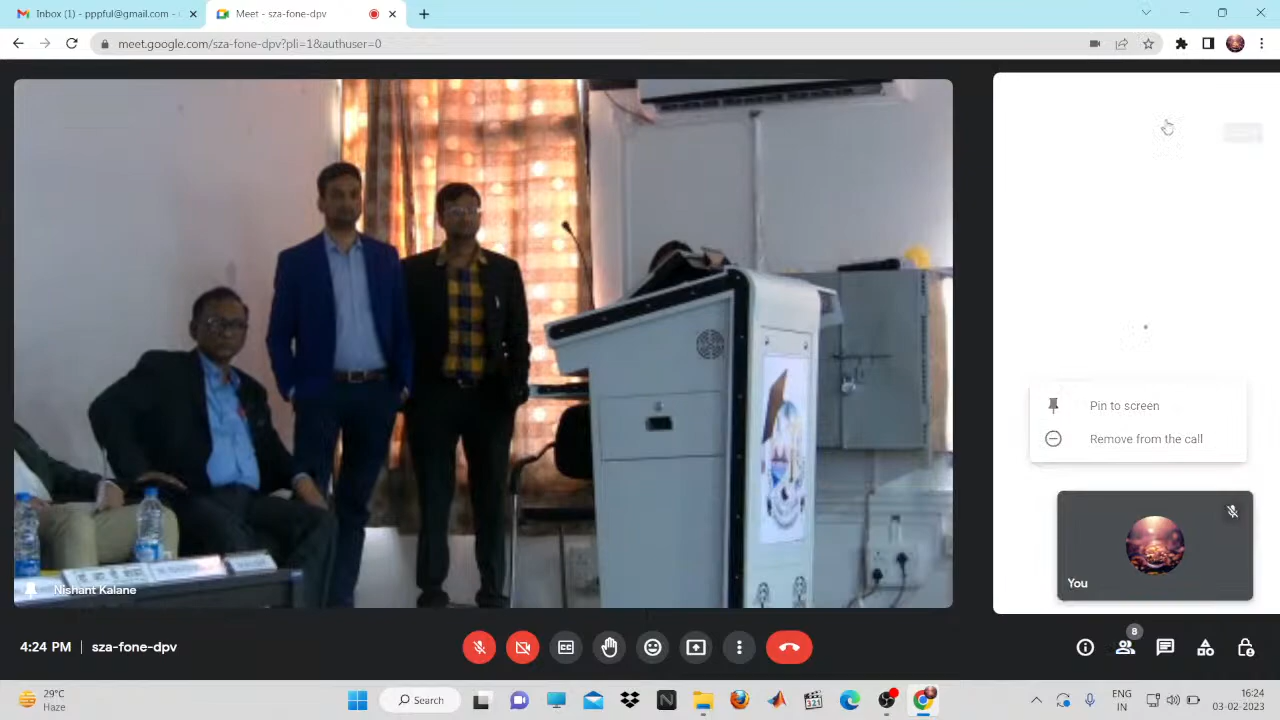 Inbox (1) - pppful@gmail.com -
Meet - sza-fone-dpv
meet.google.com/sza-fone-dpv?pli=1&authuser=0
Nishant Kalane
Pin to screen
Remove from the call
You
4:24 PM | sza-fone-dpv
CC
8
29°C
Haze
Search
321
ENG
IN
16:24
03-02-2023